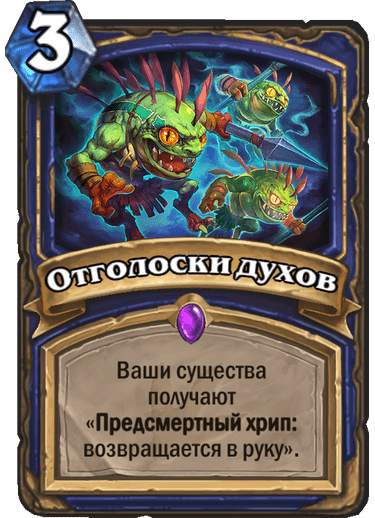 3
Отголоски духов
Ваши существа
получают
«Предсмертный хрип:
возвращается в руку».